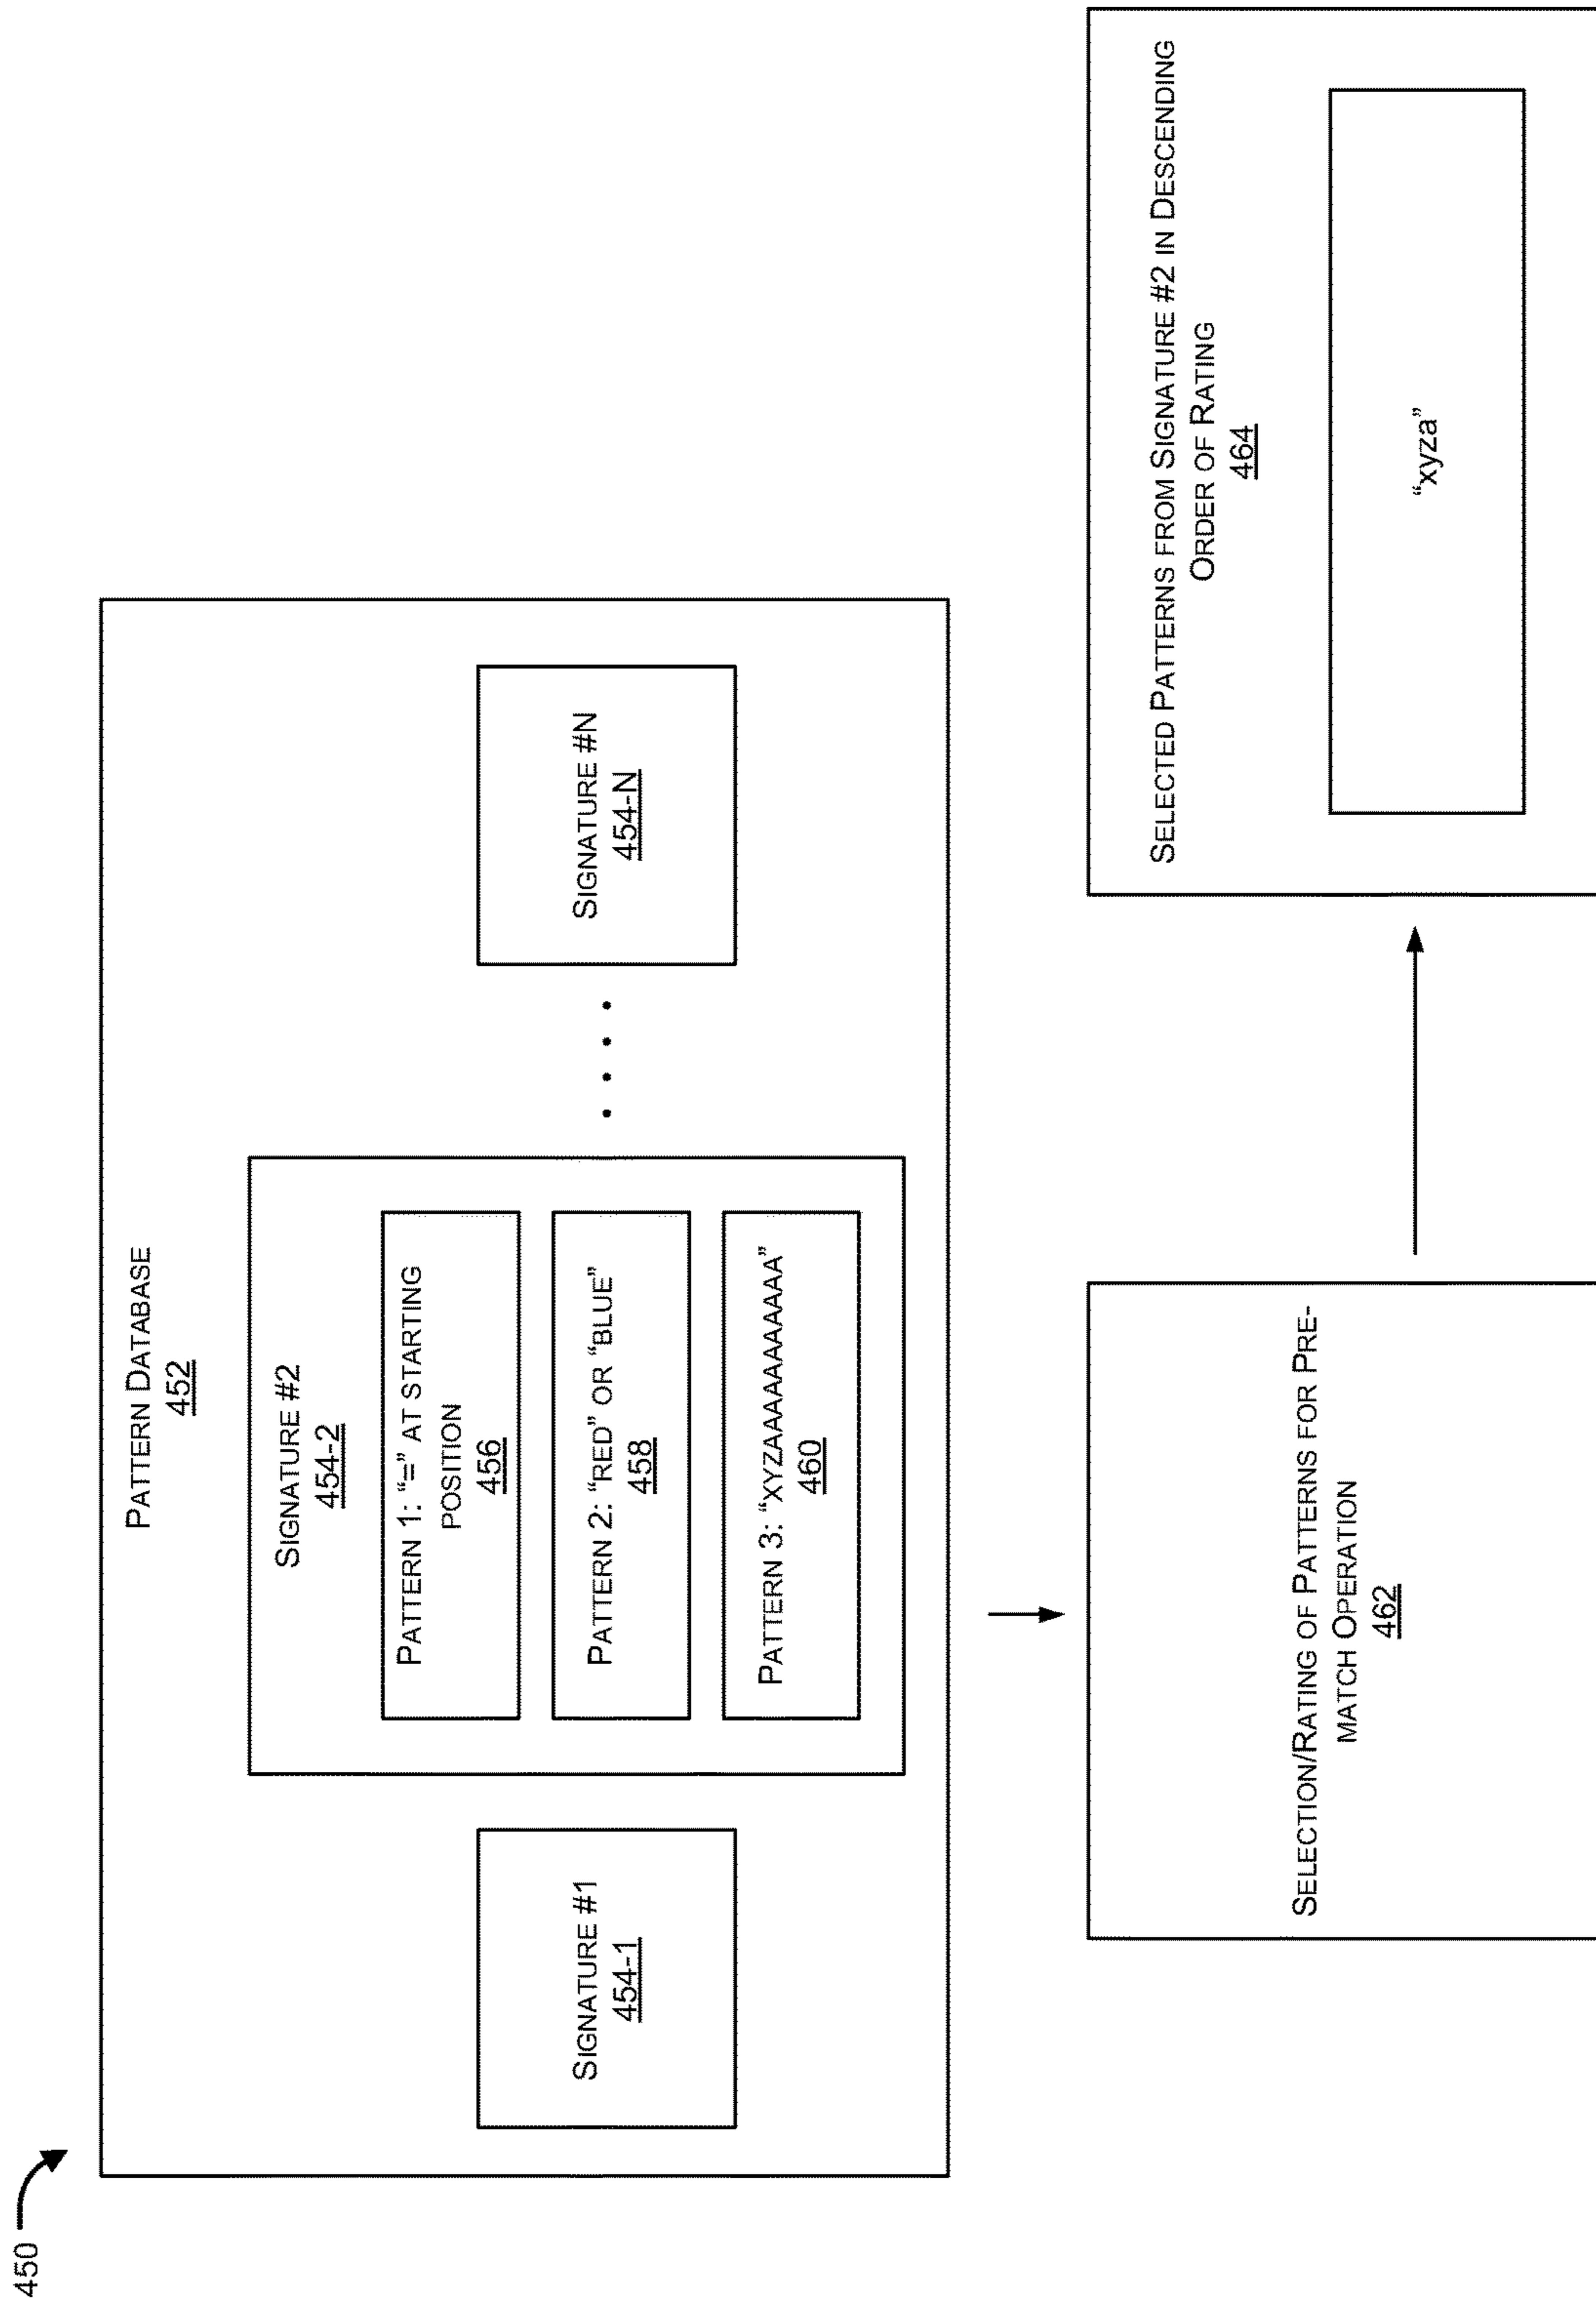 450
PATTERN DATABASE
452
SIGNATURE #1
454-1
SIGNATURE #2
454-2
PATTERN 1: “=” AT STARTING
POSITION
456
PATTERN 2: “RED” OR “BLUE”
458
PATTERN 3: “XYZAAAAAAAAAA”
460
. . . .
SIGNATURE #N
454-N
SELECTION/RATING OF PATTERNS FOR PRE-
MATCH OPERATION
462
SELECTED PATTERNS FROM SIGNATURE #2 IN DESCENDING
ORDER OF RATING
464
“xyza”